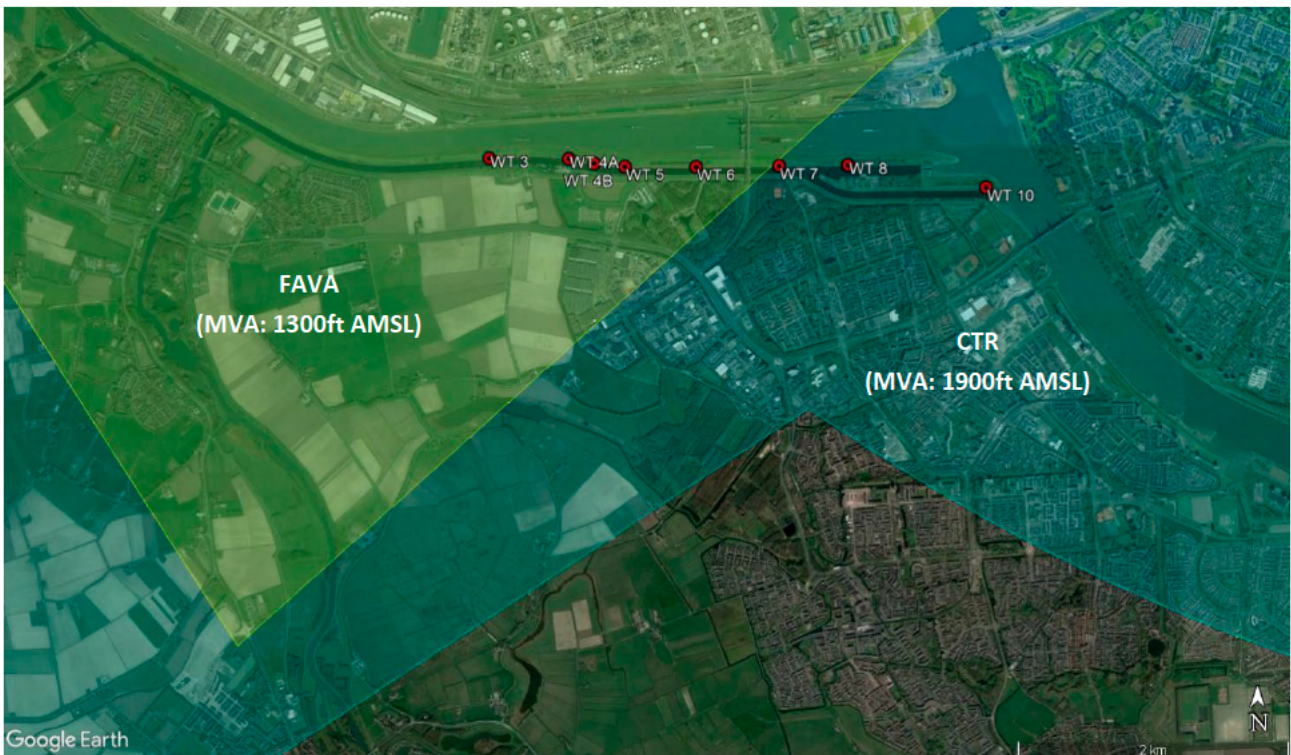 WT 3
WT 4A
WT 4B
WT 5
WT 6
WT 7
WT 8
WT 10
FAVA
(MVA: 1300ft AMSL)
CTR
(MVA: 1900ft AMSL)
N
Google Earth
2 km